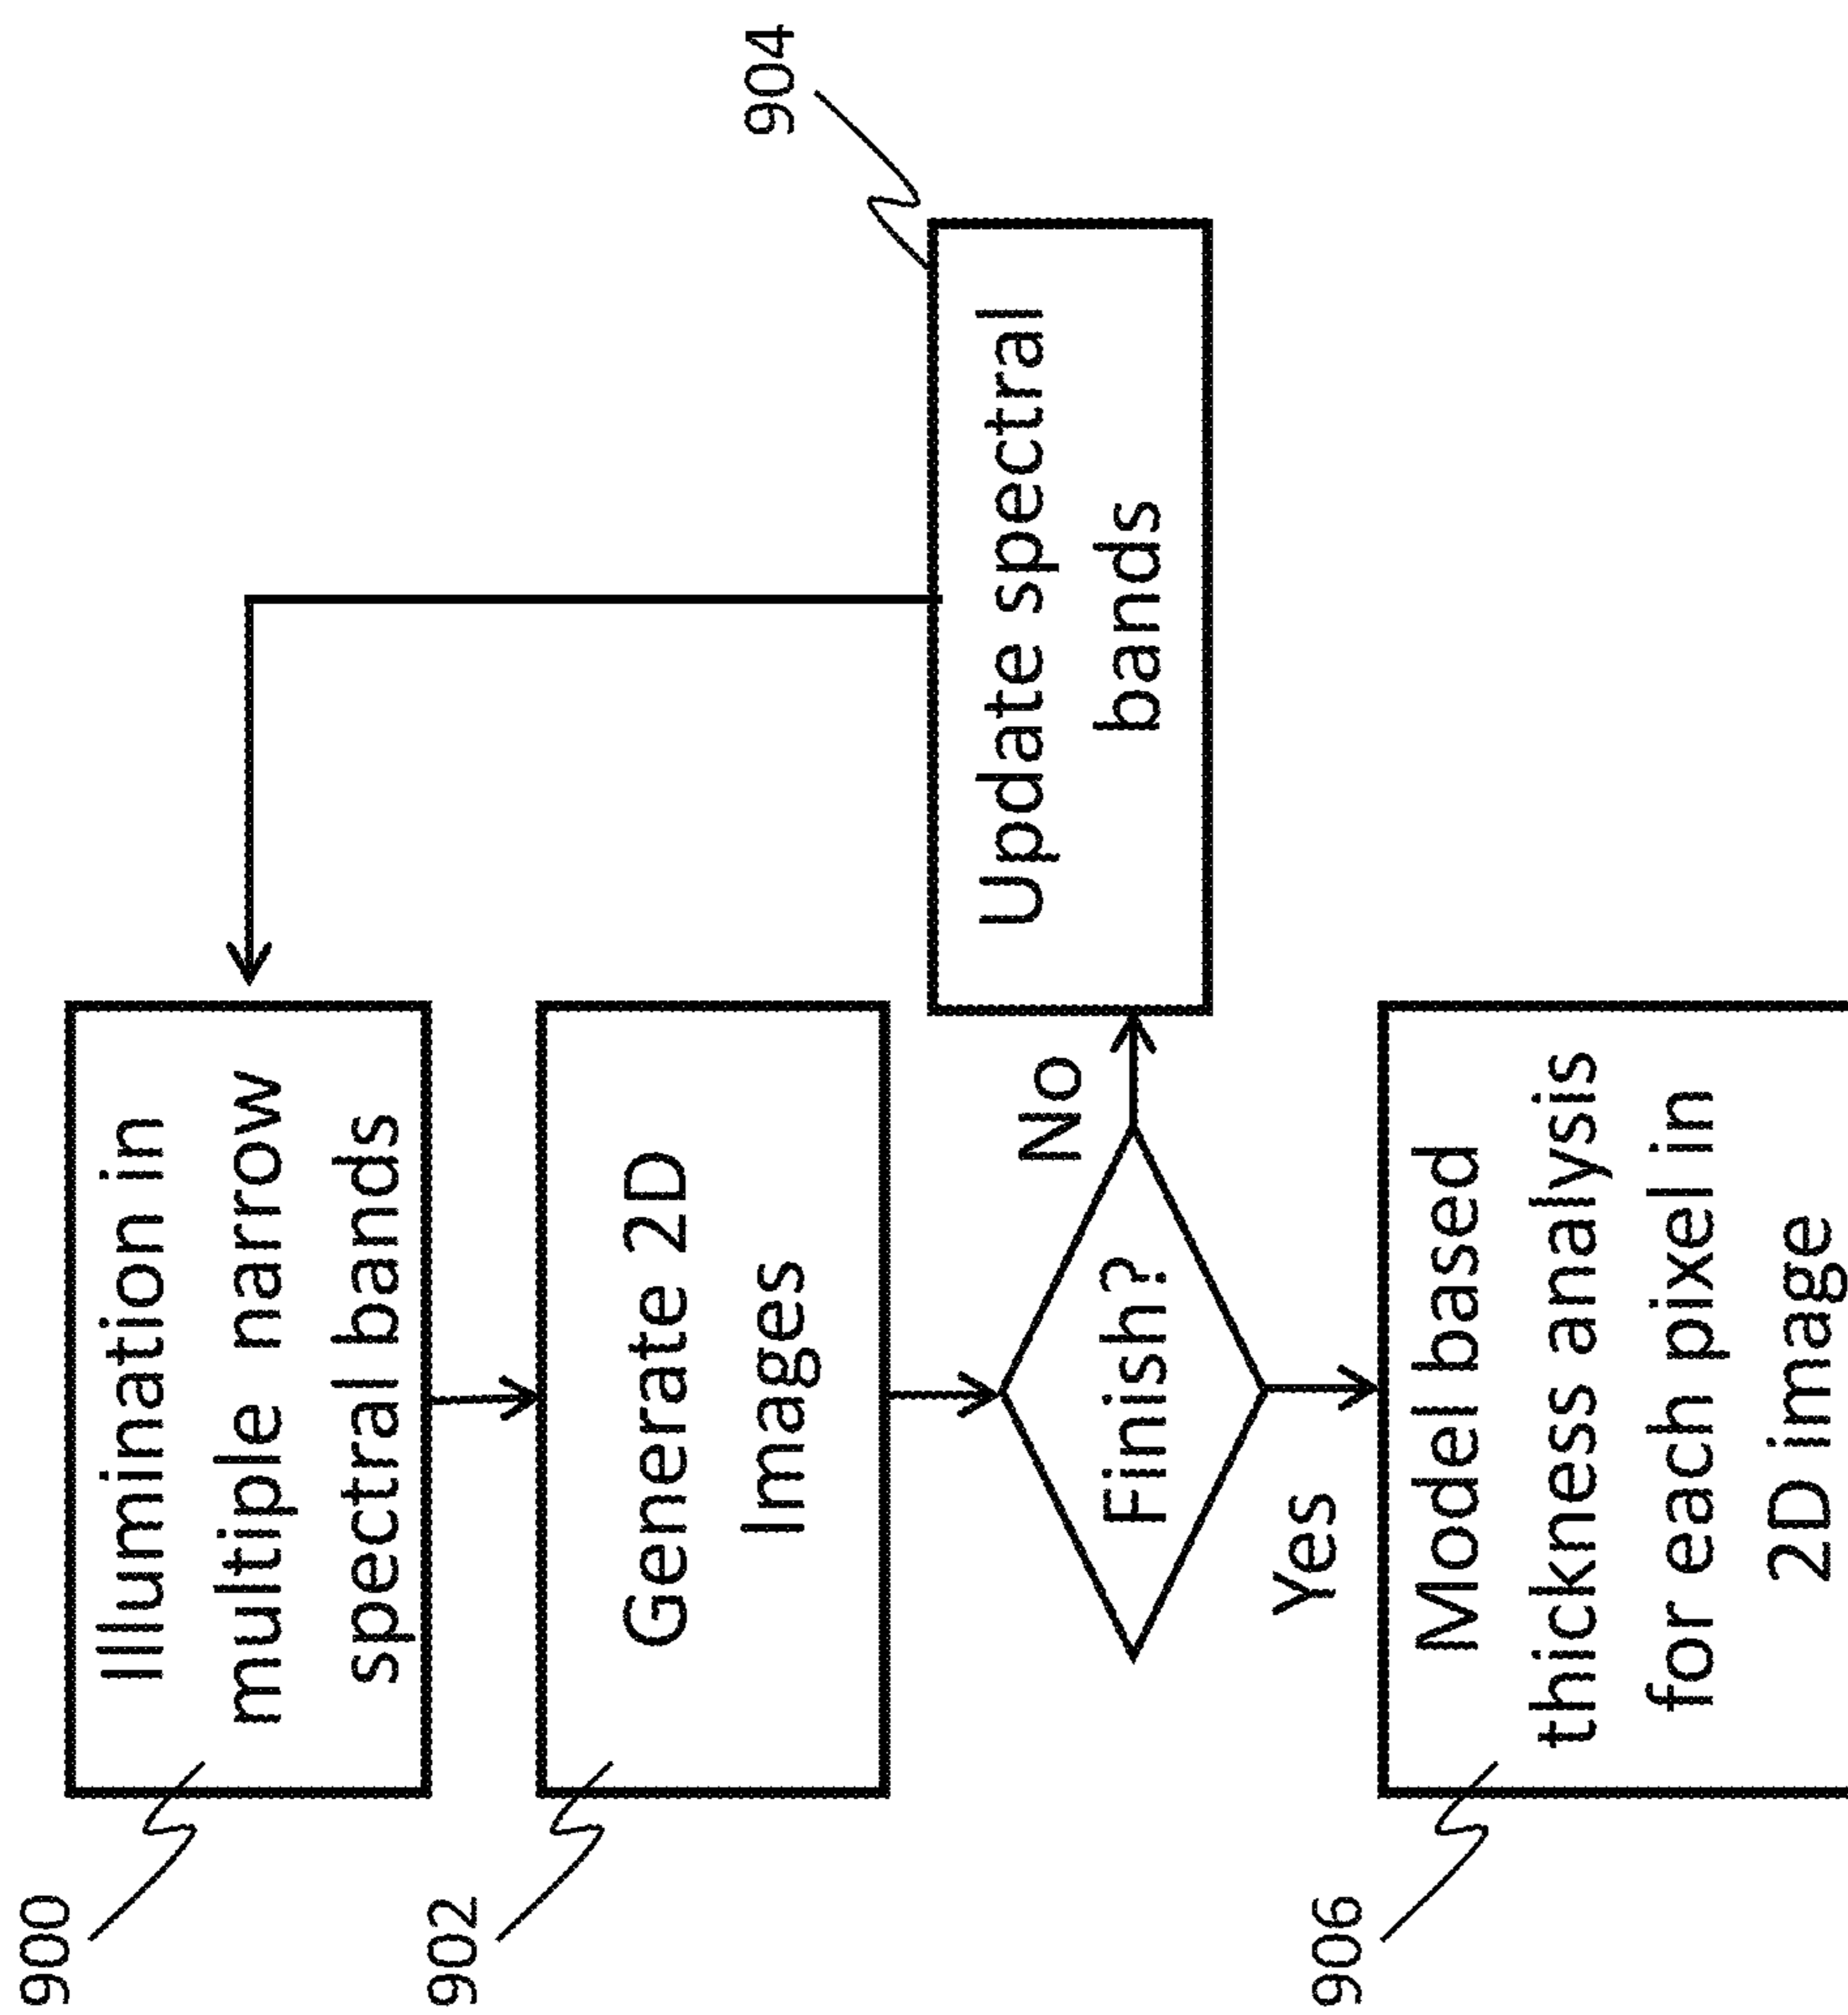 900
Illumination in
multiple narrow
spectral bands
902
Generate 2D
Images
Finish?
No
904
Update spectral
bands
Yes
906
Model based
thickness analysis
for each pixel in
2D image